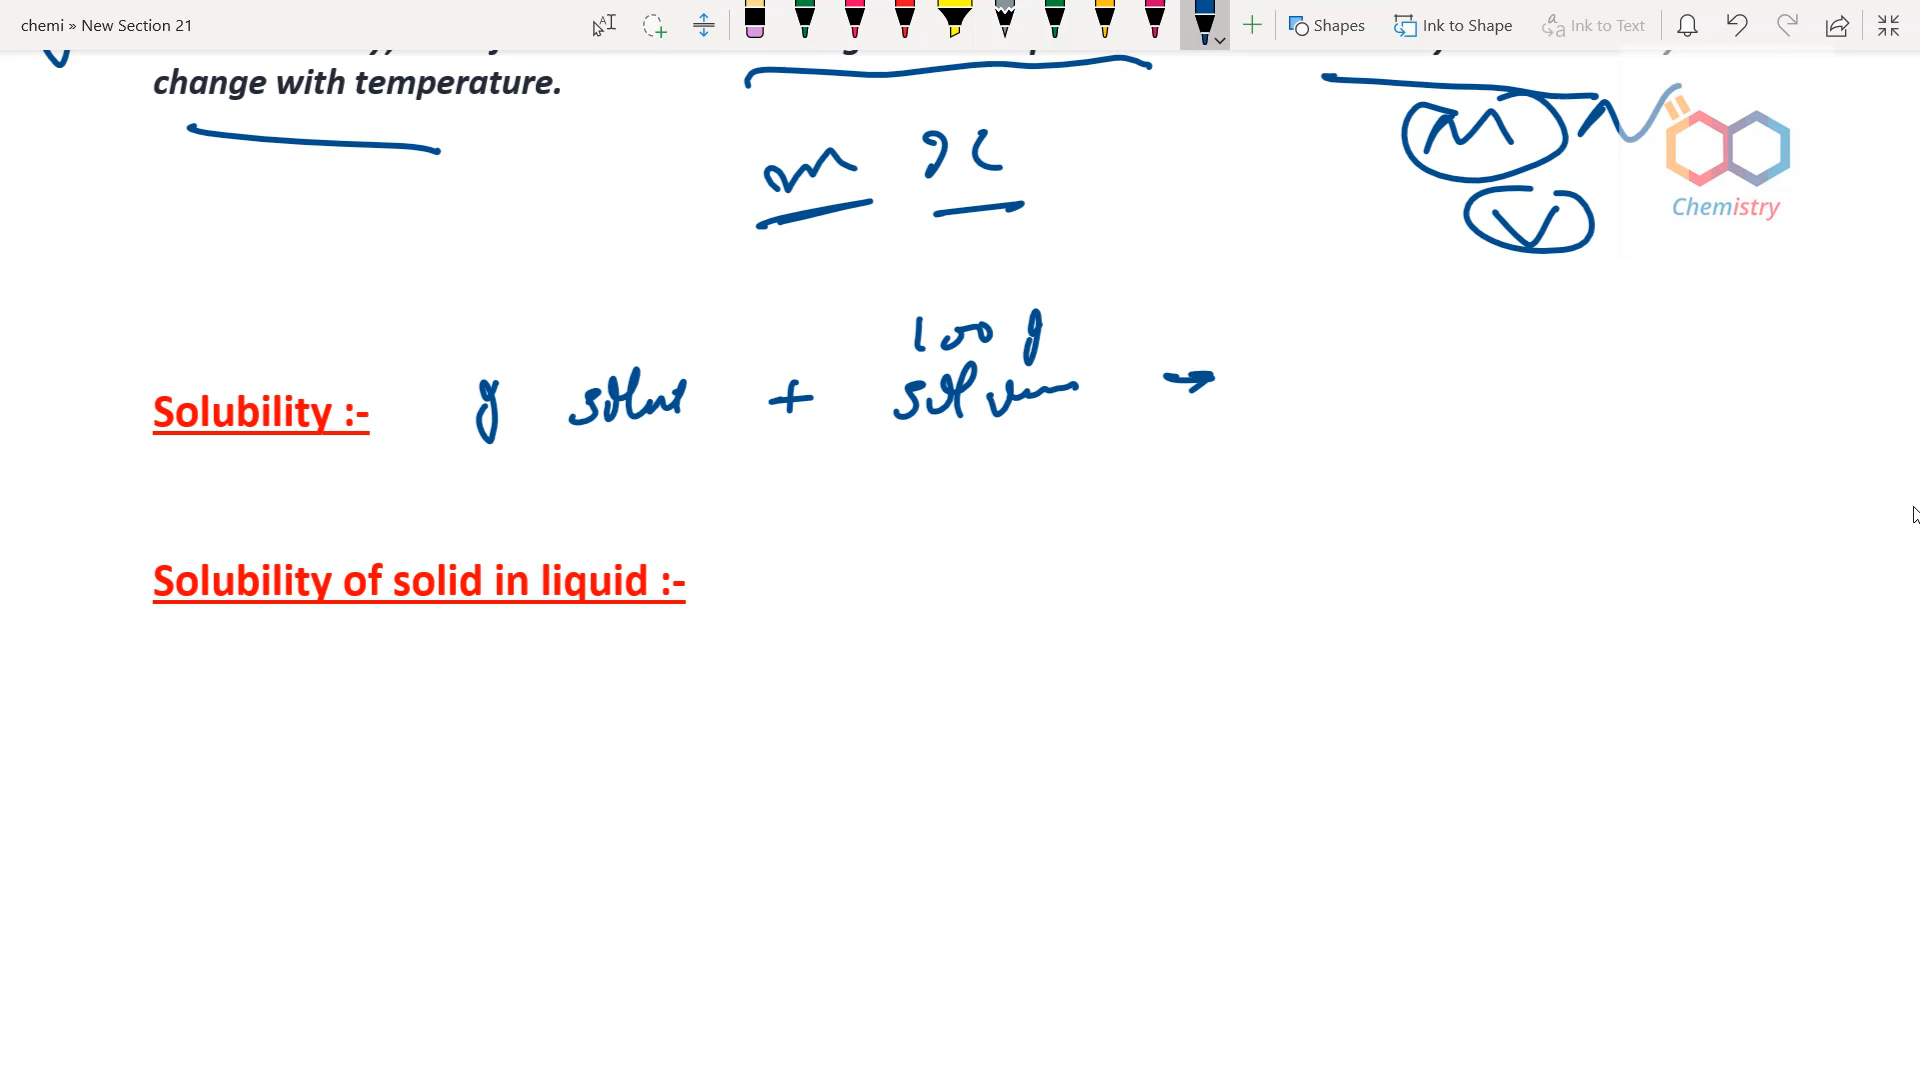 chemi » New Section 21
Shapes
Ink to Shape
Ink to Text
change with temperature.
m x
M
V
Chemistry
100 g
Solubility :- g solute + solvent →
Solubility of solid in liquid :-